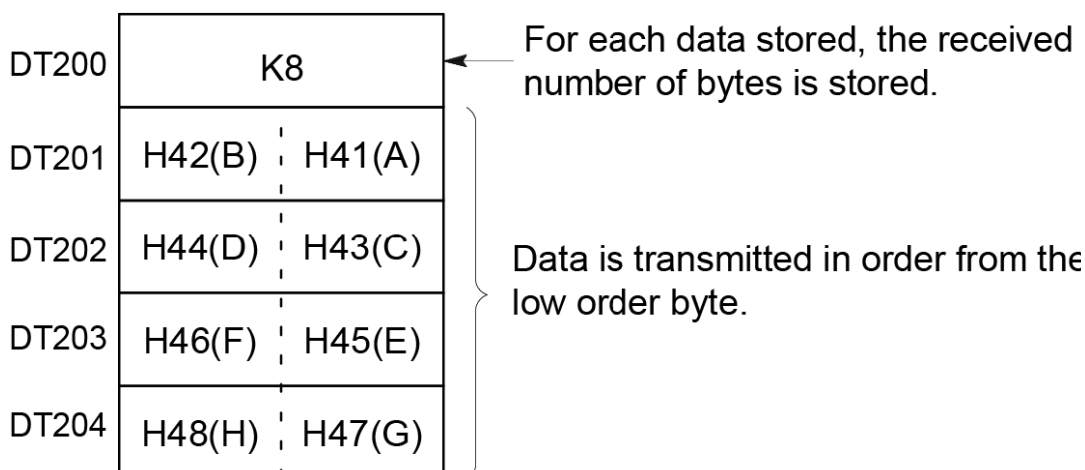 DT200 K8
For each data stored, the received
number of bytes is stored.
DT201 H42(B) H41(A)
DT202 H44(D) H43(C)
Data is transmitted in order from the
low order byte.
DT203 H46(F) H45(E)
DT204 H48(H) H47(G)